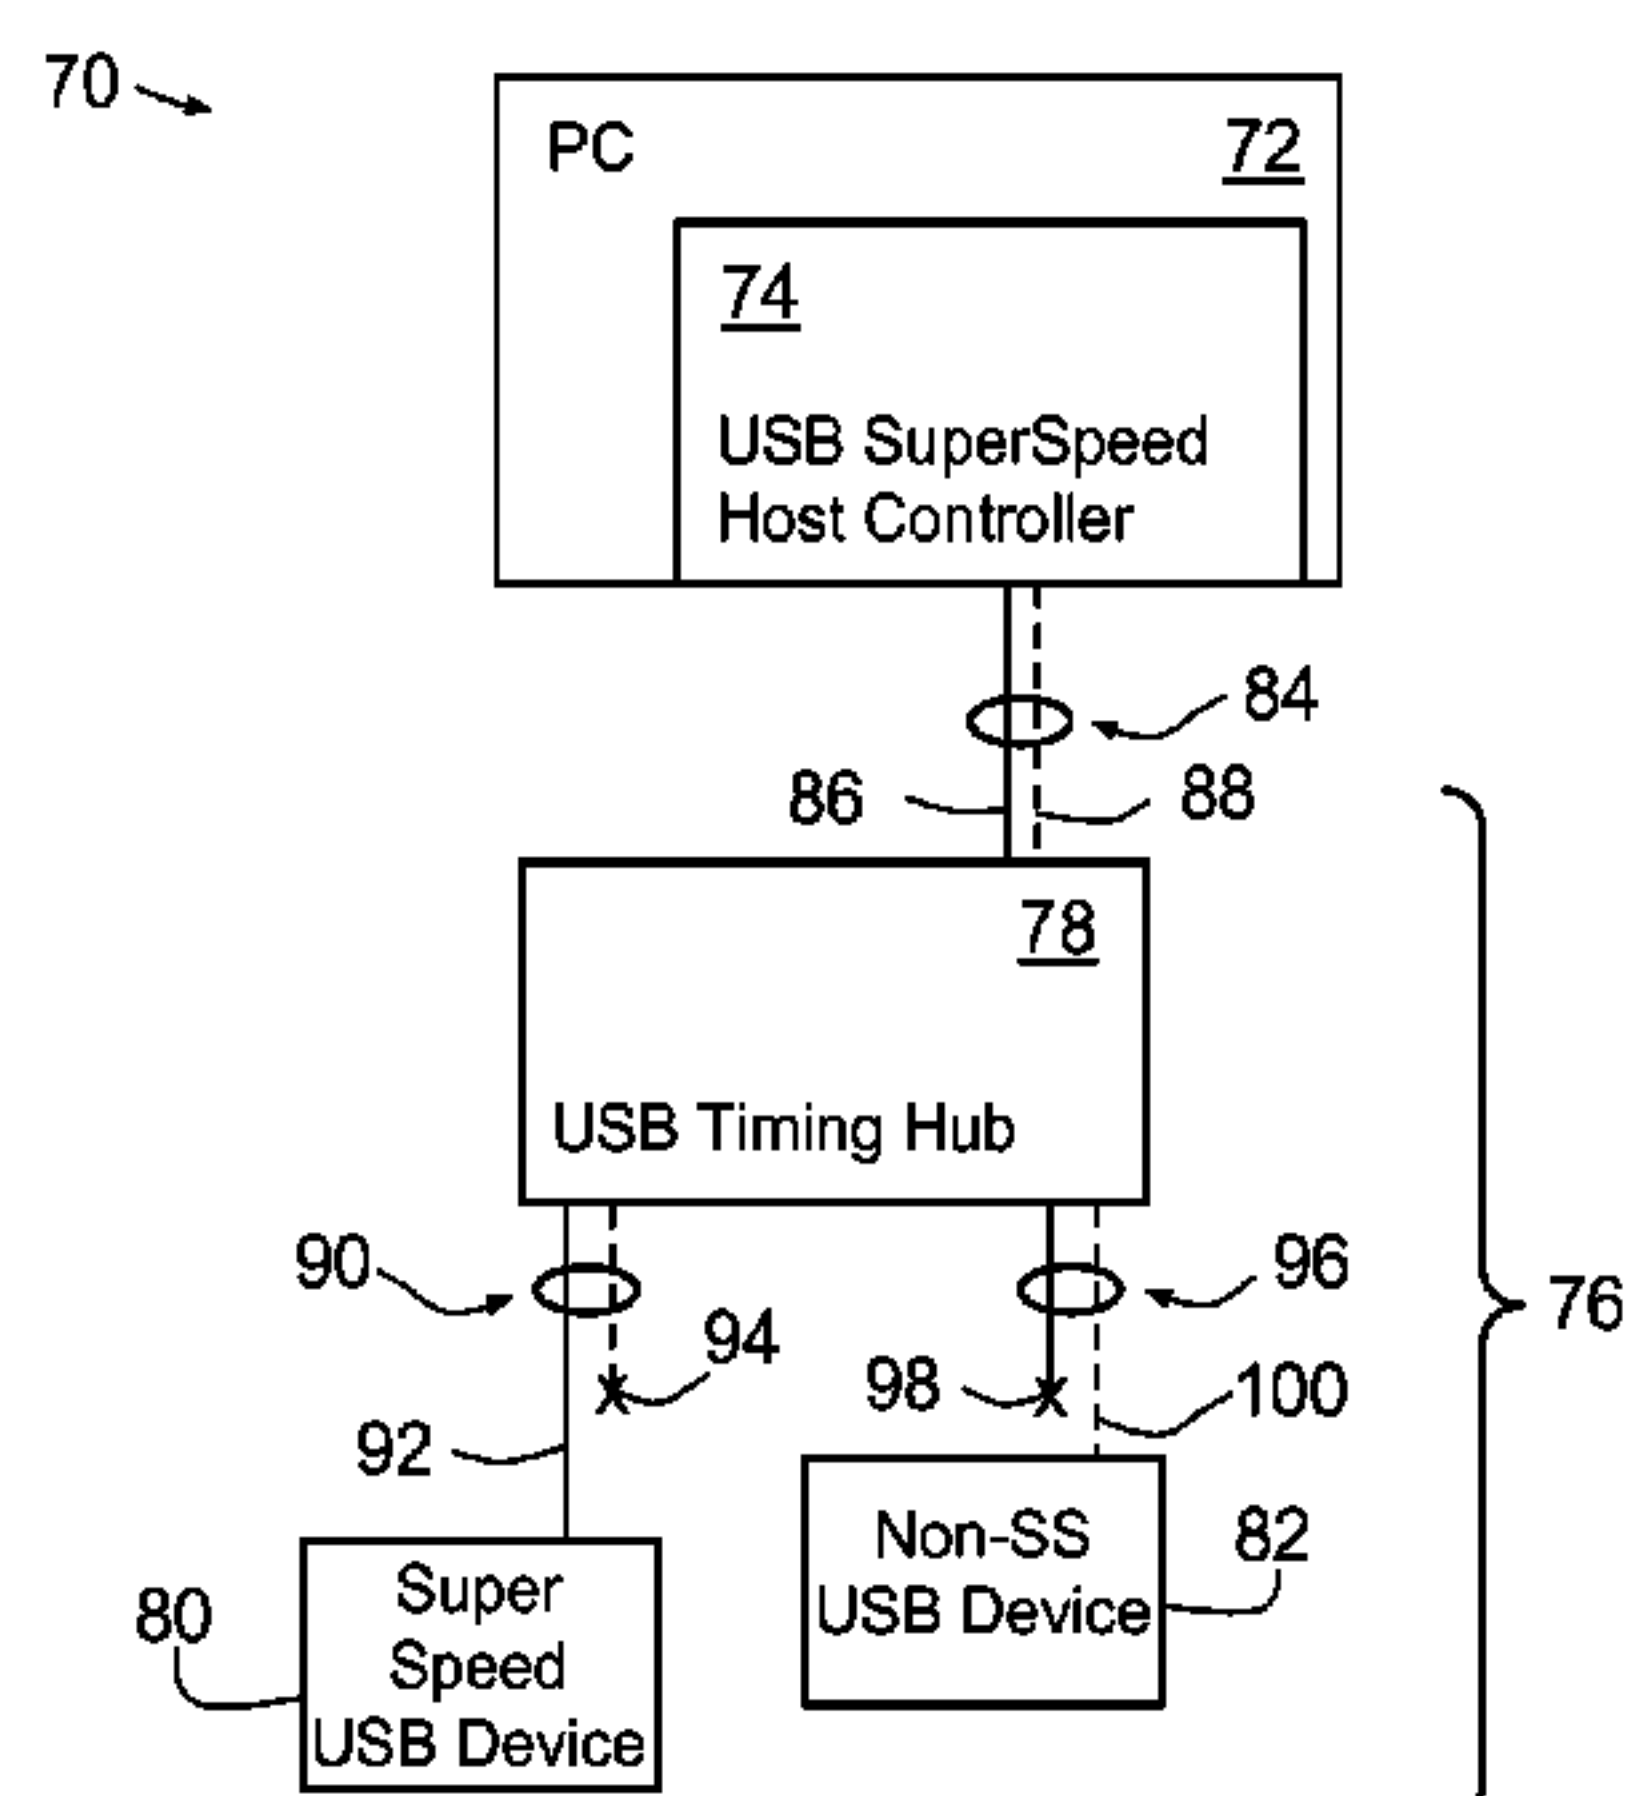 70
PC
72
74
USB SuperSpeed
Host Controller
84
86
88
78
USB Timing Hub
90
96
76
94
98
100
92
Non-SS
USB Device
82
80
Super
Speed
USB Device